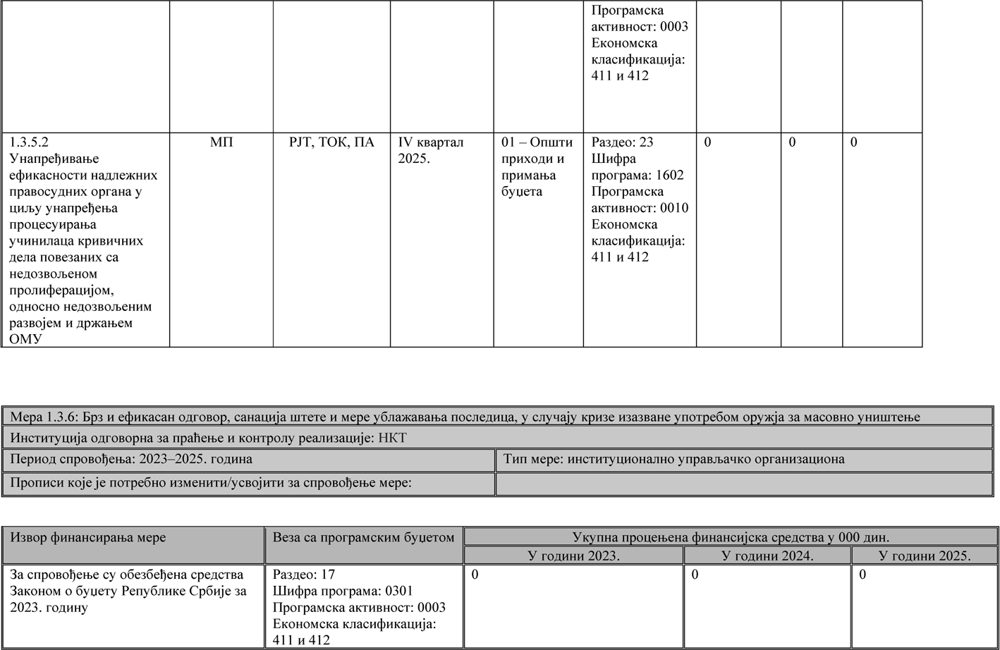 Програмска
активност: 0003
Економска
класификација:
411 и 412
1.3.5.2
Унапређивање
ефикасности надлежних
правосудних органа у
циљу унапређења
процесуирања
учинилаца кривичних
дела повезаних са
недозвољеном
пролиферацијом,
односно недозвољеним
развојем и држањем
ОМУ
МП
РЈТ, ТОК, ПА
IV квартал
2025.
01 – Општи
приходи и
примања
буџета
Раздео: 23
Шифра
програма: 1602
Програмска
активност: 0010
Економска
класификација:
411 и 412
0
0
0
Мера 1.3.6: Брз и ефикасан одговор, санација штете и мере ублажавања последица, у случају кризе изазване употребом оружја за масовно уништење
Институција одговорна за праћење и контролу реализације: НКТ
Период спровођења: 2023–2025. година
Тип мере: институционално управљачко организациона
Прописи које је потребно изменити/усвојити за спровођење мере:
Извор финансирања мере
Веза са програмским буџетом
Укупна процењена финансијска средства у 000 дин.
У години 2023.
У години 2024.
У години 2025.
За спровођење су обезбеђена средства
Законом о буџету Републике Србије за
2023. годину
Раздео: 17
Шифра програма: 0301
Програмска активност: 0003
Економска класификација:
411 и 412
0
0
0